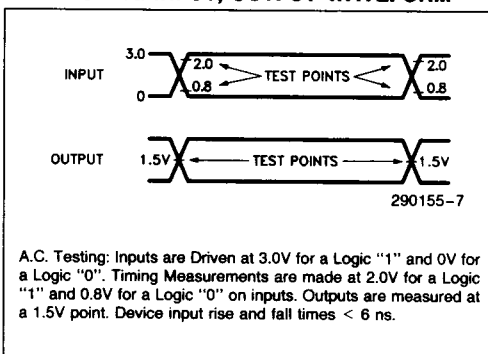 OUTPUT WAVEFORM
3.0
INPUT
0
2.0
0.8
TEST POINTS
2.0
0.8
OUTPUT
1.5V
TEST POINTS
1.5V
290155-7
A.C. Testing: Inputs are Driven at 3.0V for a Logic "1" and 0V for
a Logic "0". Timing Measurements are made at 2.0V for a Logic
"1" and 0.8V for a Logic "0" on inputs. Outputs are measured at
a 1.5V point. Device input rise and fall times < 6 ns.